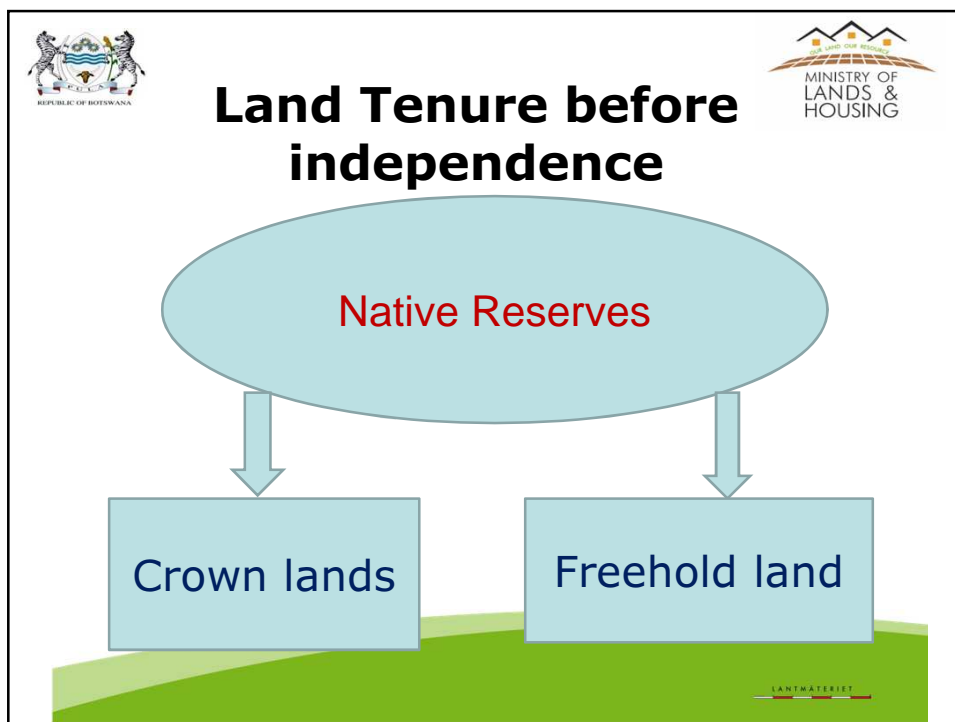 REPUBLIC OF BOTSWANA
PULA
OUR LAND OUR RESOURCE
MINISTRY OF
LANDS &
HOUSING
Land Tenure before
independence
Native Reserves
Crown lands
Freehold land
LANTMÄTERIET